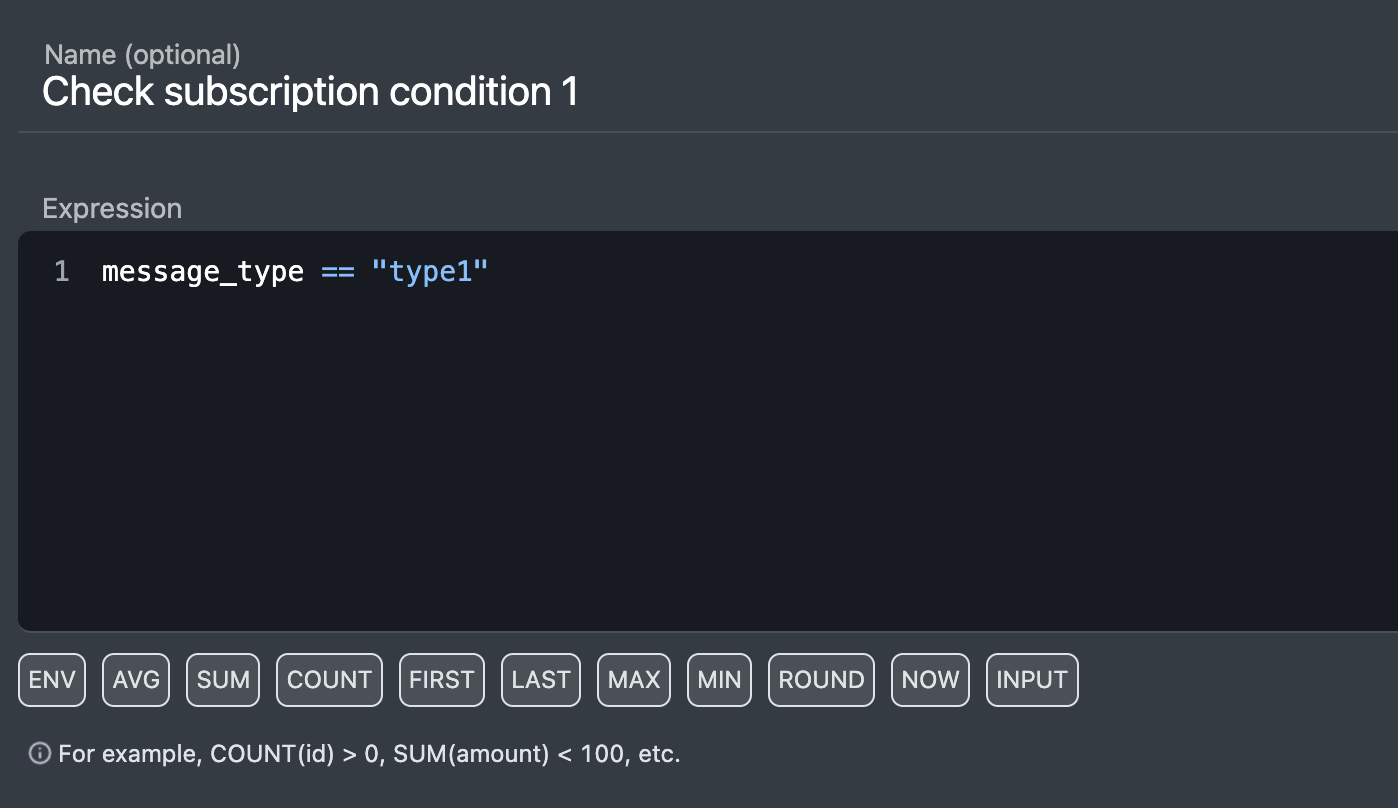 Name (optional)
Check subscription condition 1
Expression
1 message_type == "type1"
ENV AVG SUM COUNT FIRST LAST MAX MIN ROUND NOW INPUT
For example, COUNT(id) > 0, SUM(amount) < 100, etc.